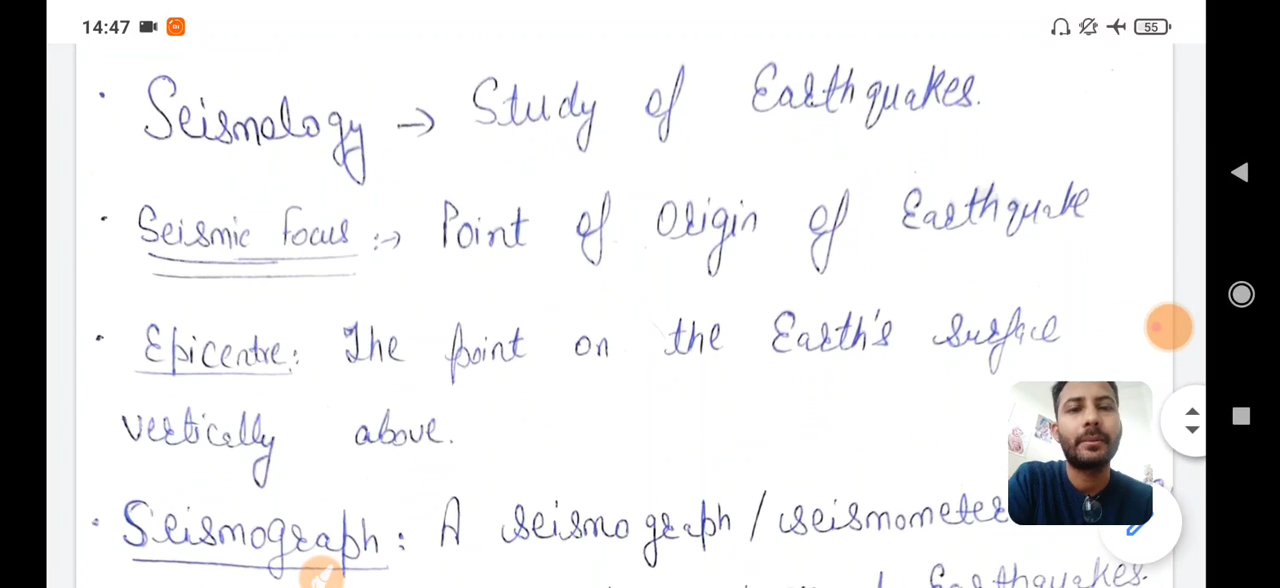 14:47
55
• Seismology → Study of Earthquakes.
• Seismic focus :→ Point of Origin of Earthquake
• Epicentre: The point on the Earth's surface
vertically above.
• Seismograph: A seismograph / seismometer
Earthquakes.